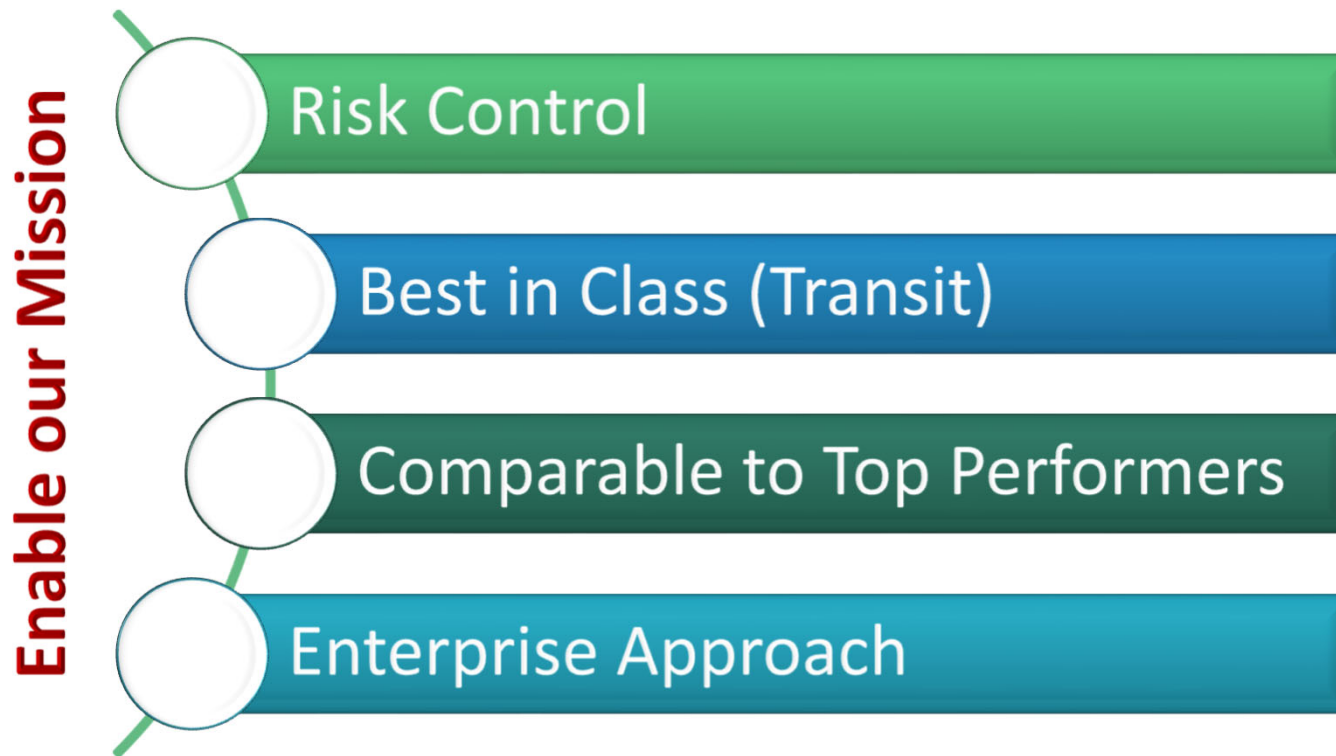 Enable our Mission
Risk Control
Best in Class (Transit)
Comparable to Top Performers
Enterprise Approach